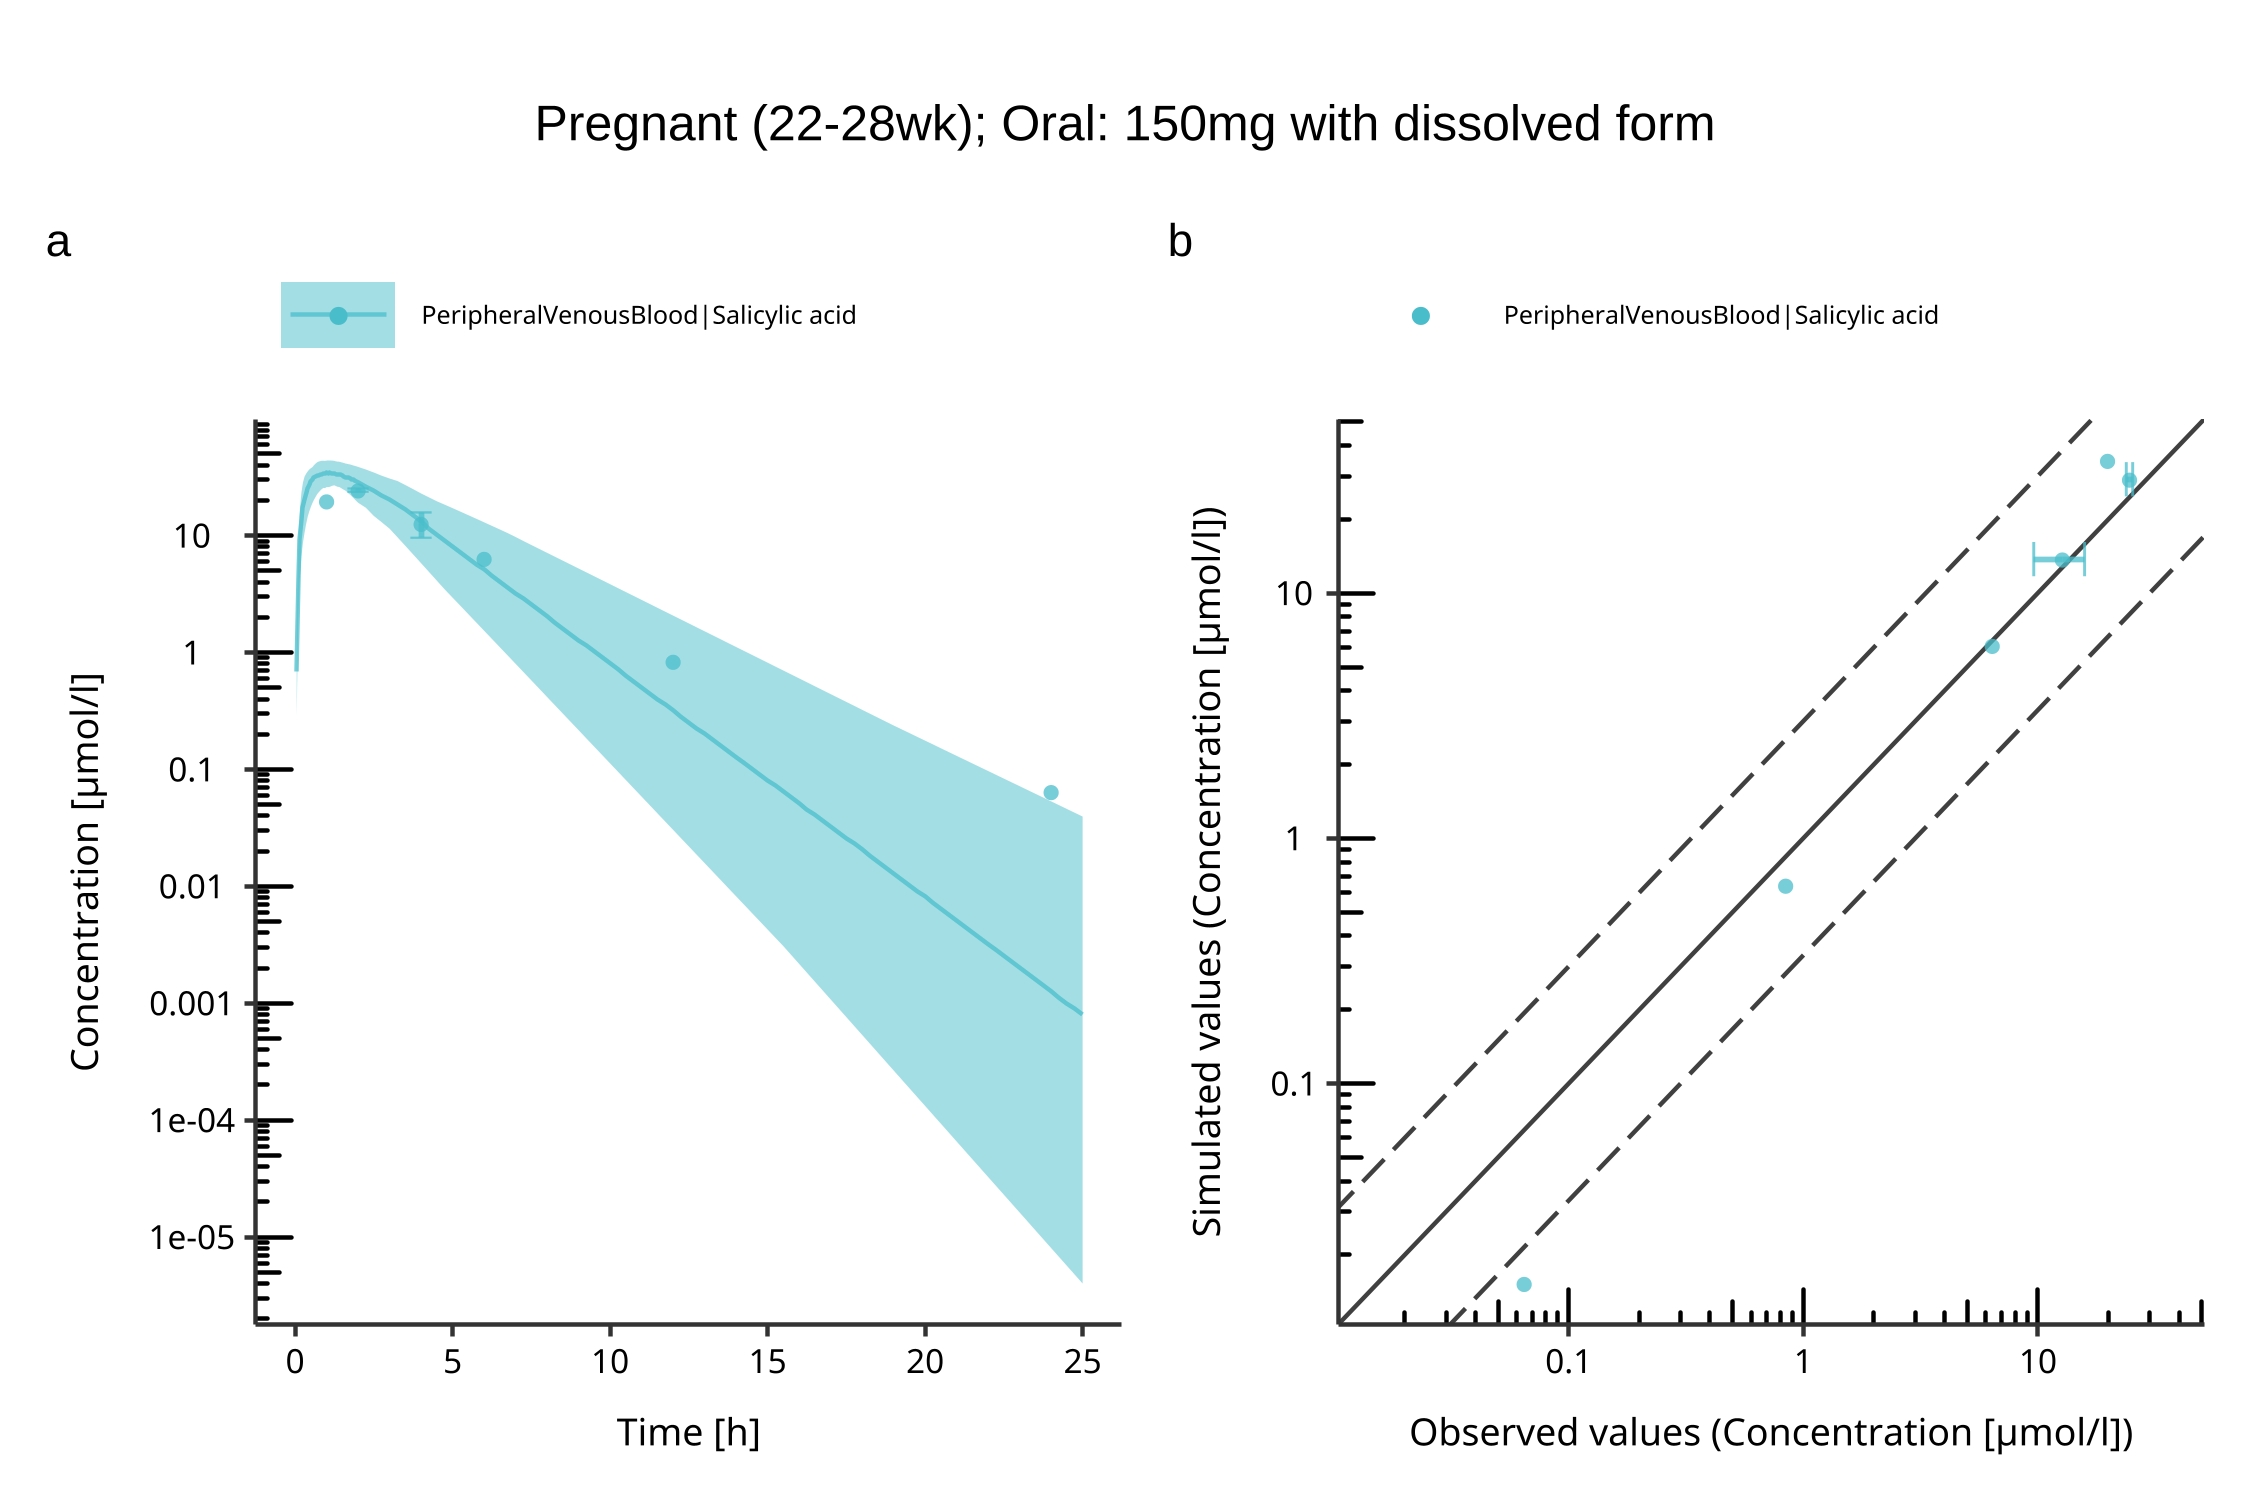 Pregnant (22-28wk); Oral: 150mg with dissolved form
a
PeripheralVenousBlood|Salicylic acid
Concentration [µmol/l]
10
1
0.1
0.01
0.001
1e-04
1e-05
0 5 10 15 20 25
Time [h]
b
PeripheralVenousBlood|Salicylic acid
Simulated values (Concentration [µmol/l])
10
1
0.1
0.1 1 10
Observed values (Concentration [µmol/l])